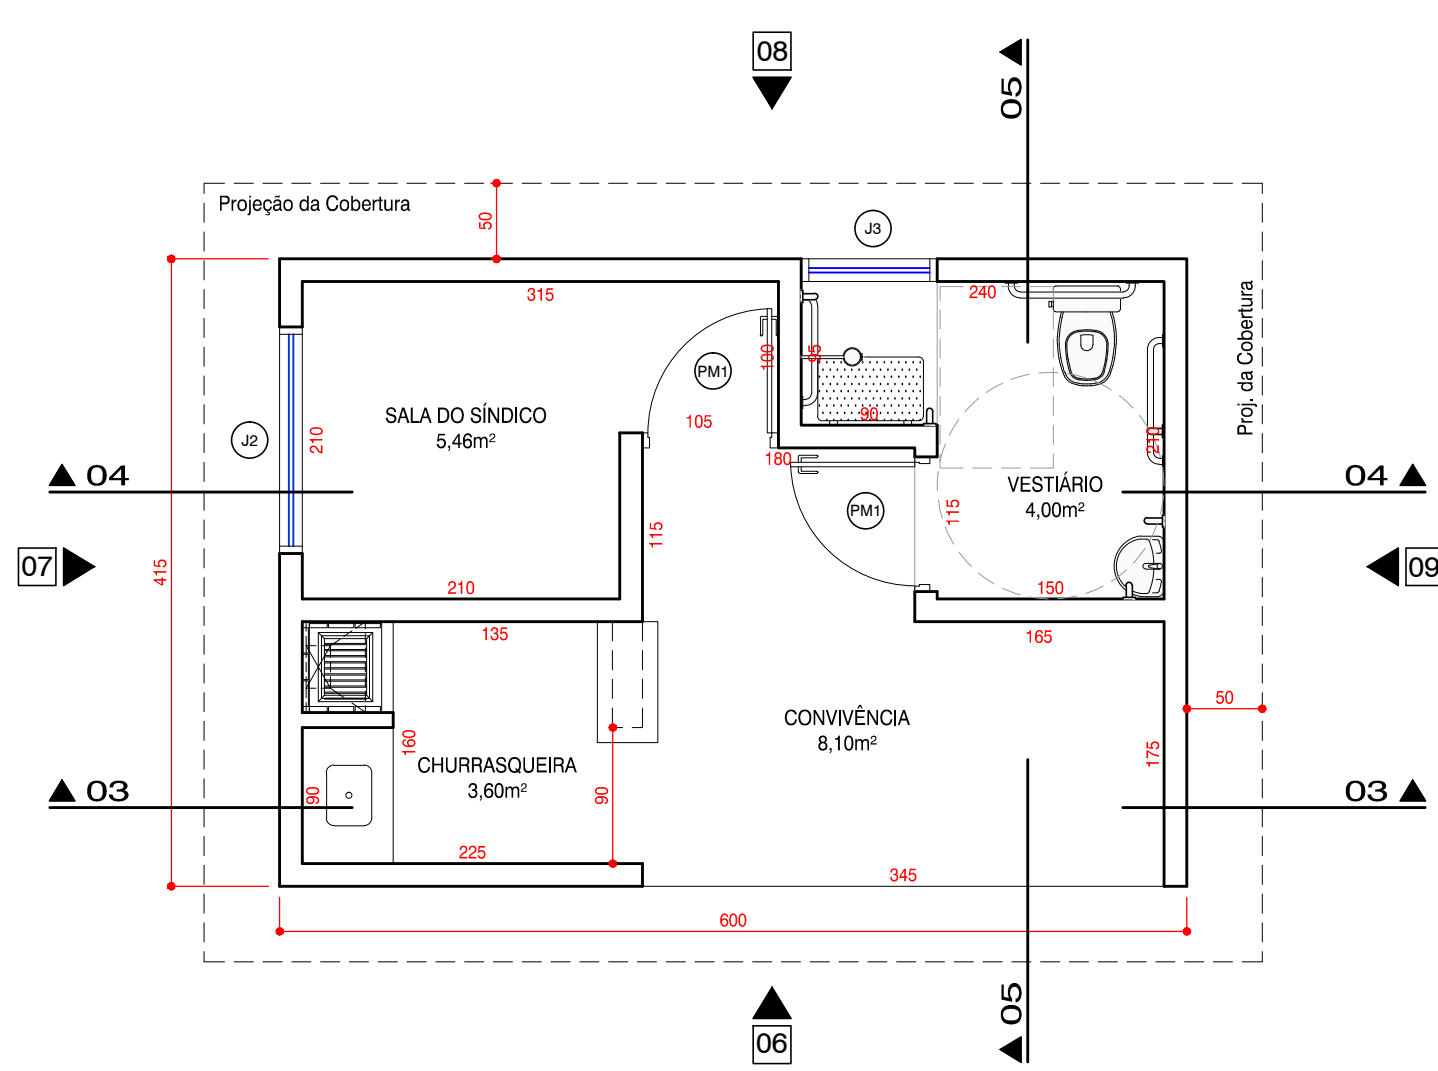 08
05
Projeção da Cobertura
50
J3
315
240
Proj. da Cobertura
100
95
PM1
SALA DO SÍNDICO
5,46m²
105
90
J2
210
210
180
04
04
VESTIÁRIO
4,00m²
PM1
115
115
07
415
09
210
150
135
165
50
CONVIVÊNCIA
8,10m²
160
175
CHURRASQUEIRA
3,60m²
03
90
90
03
225
345
600
05
06